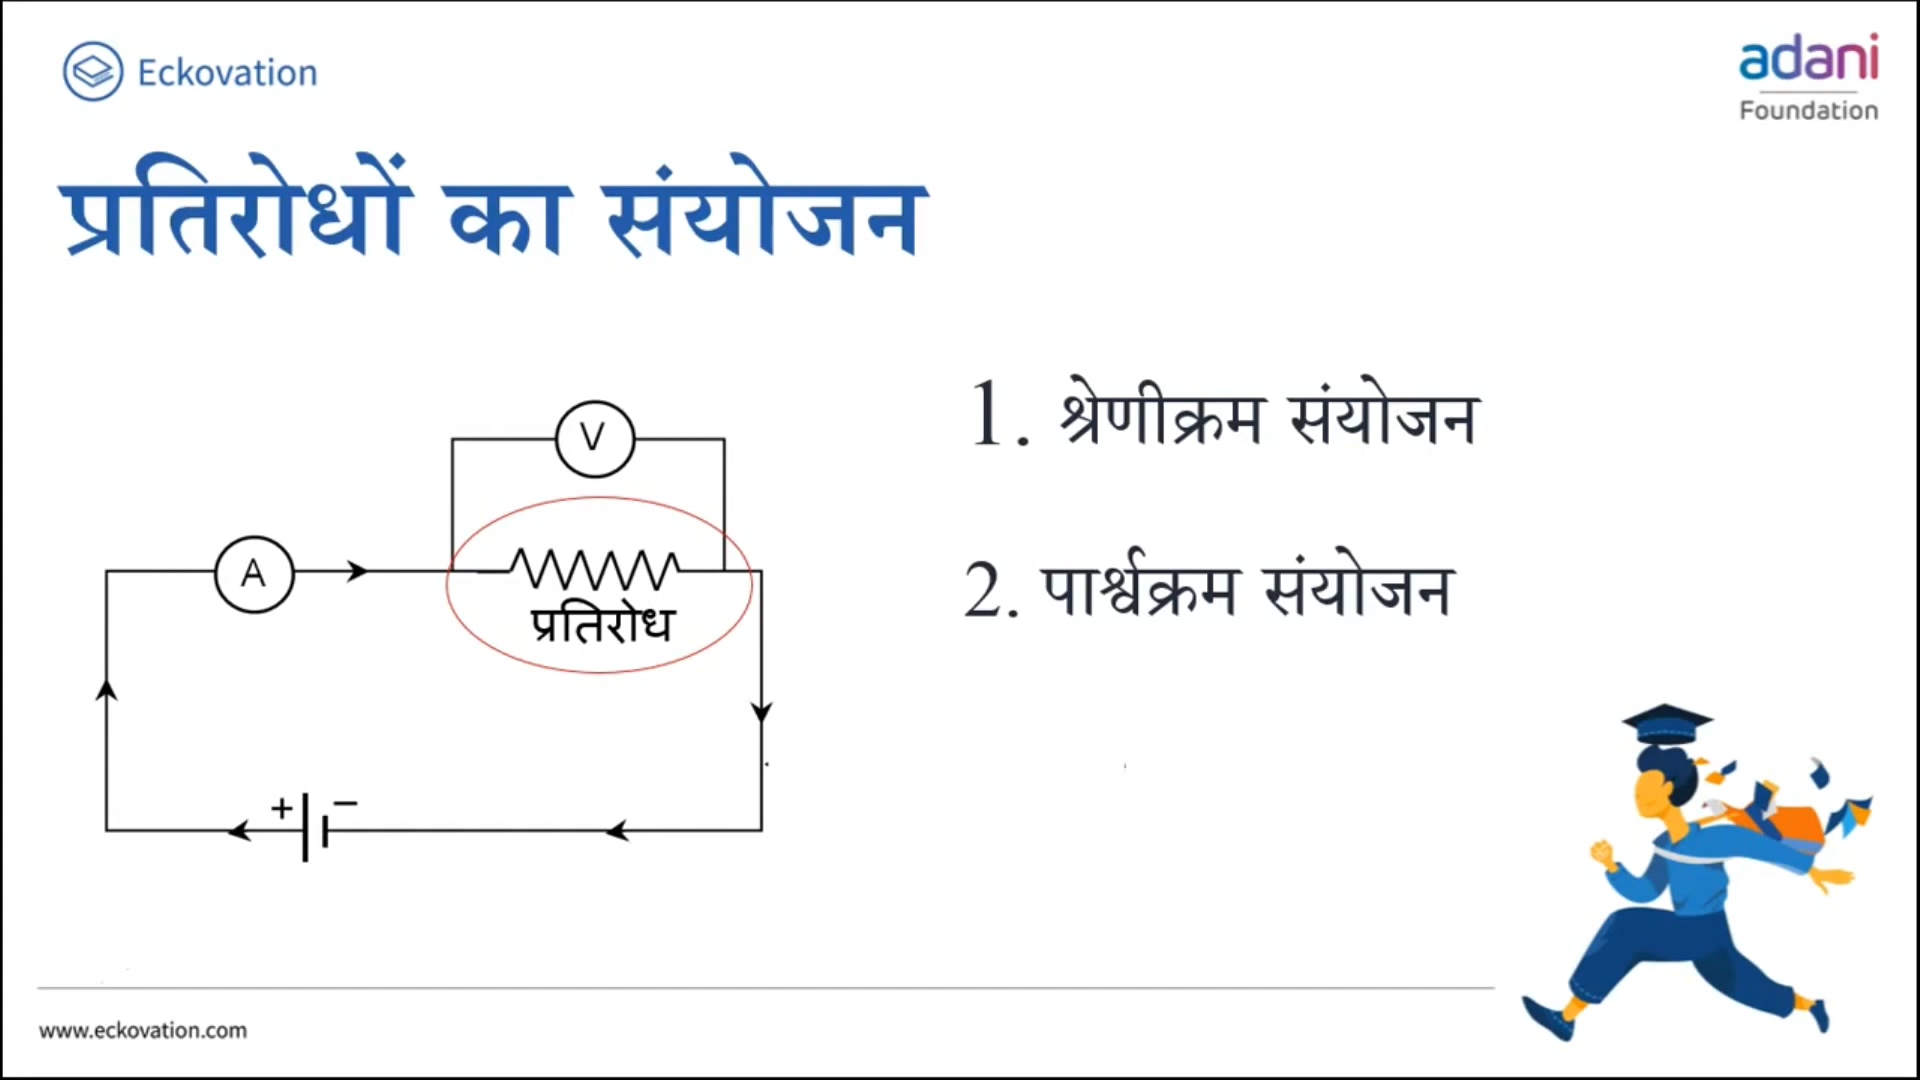 Eckovation
adani
Foundation
प्रतिरोधों का संयोजन
1. श्रेणीक्रम संयोजन
2. पार्श्वक्रम संयोजन
V
A
प्रतिरोध
+ −
www.eckovation.com